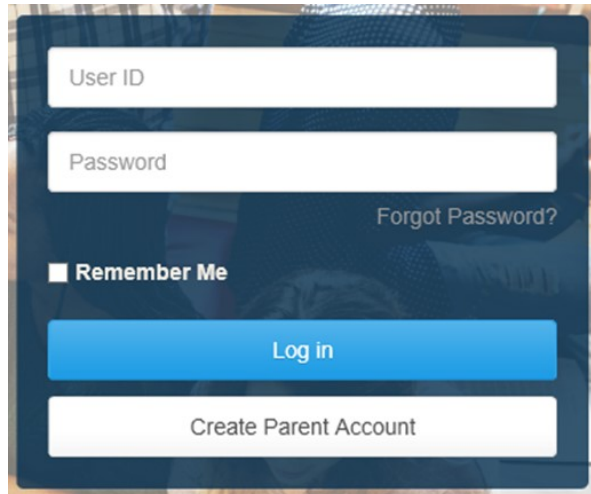 User ID
Password
Forgot Password?
Remember Me
Log in
Create Parent Account